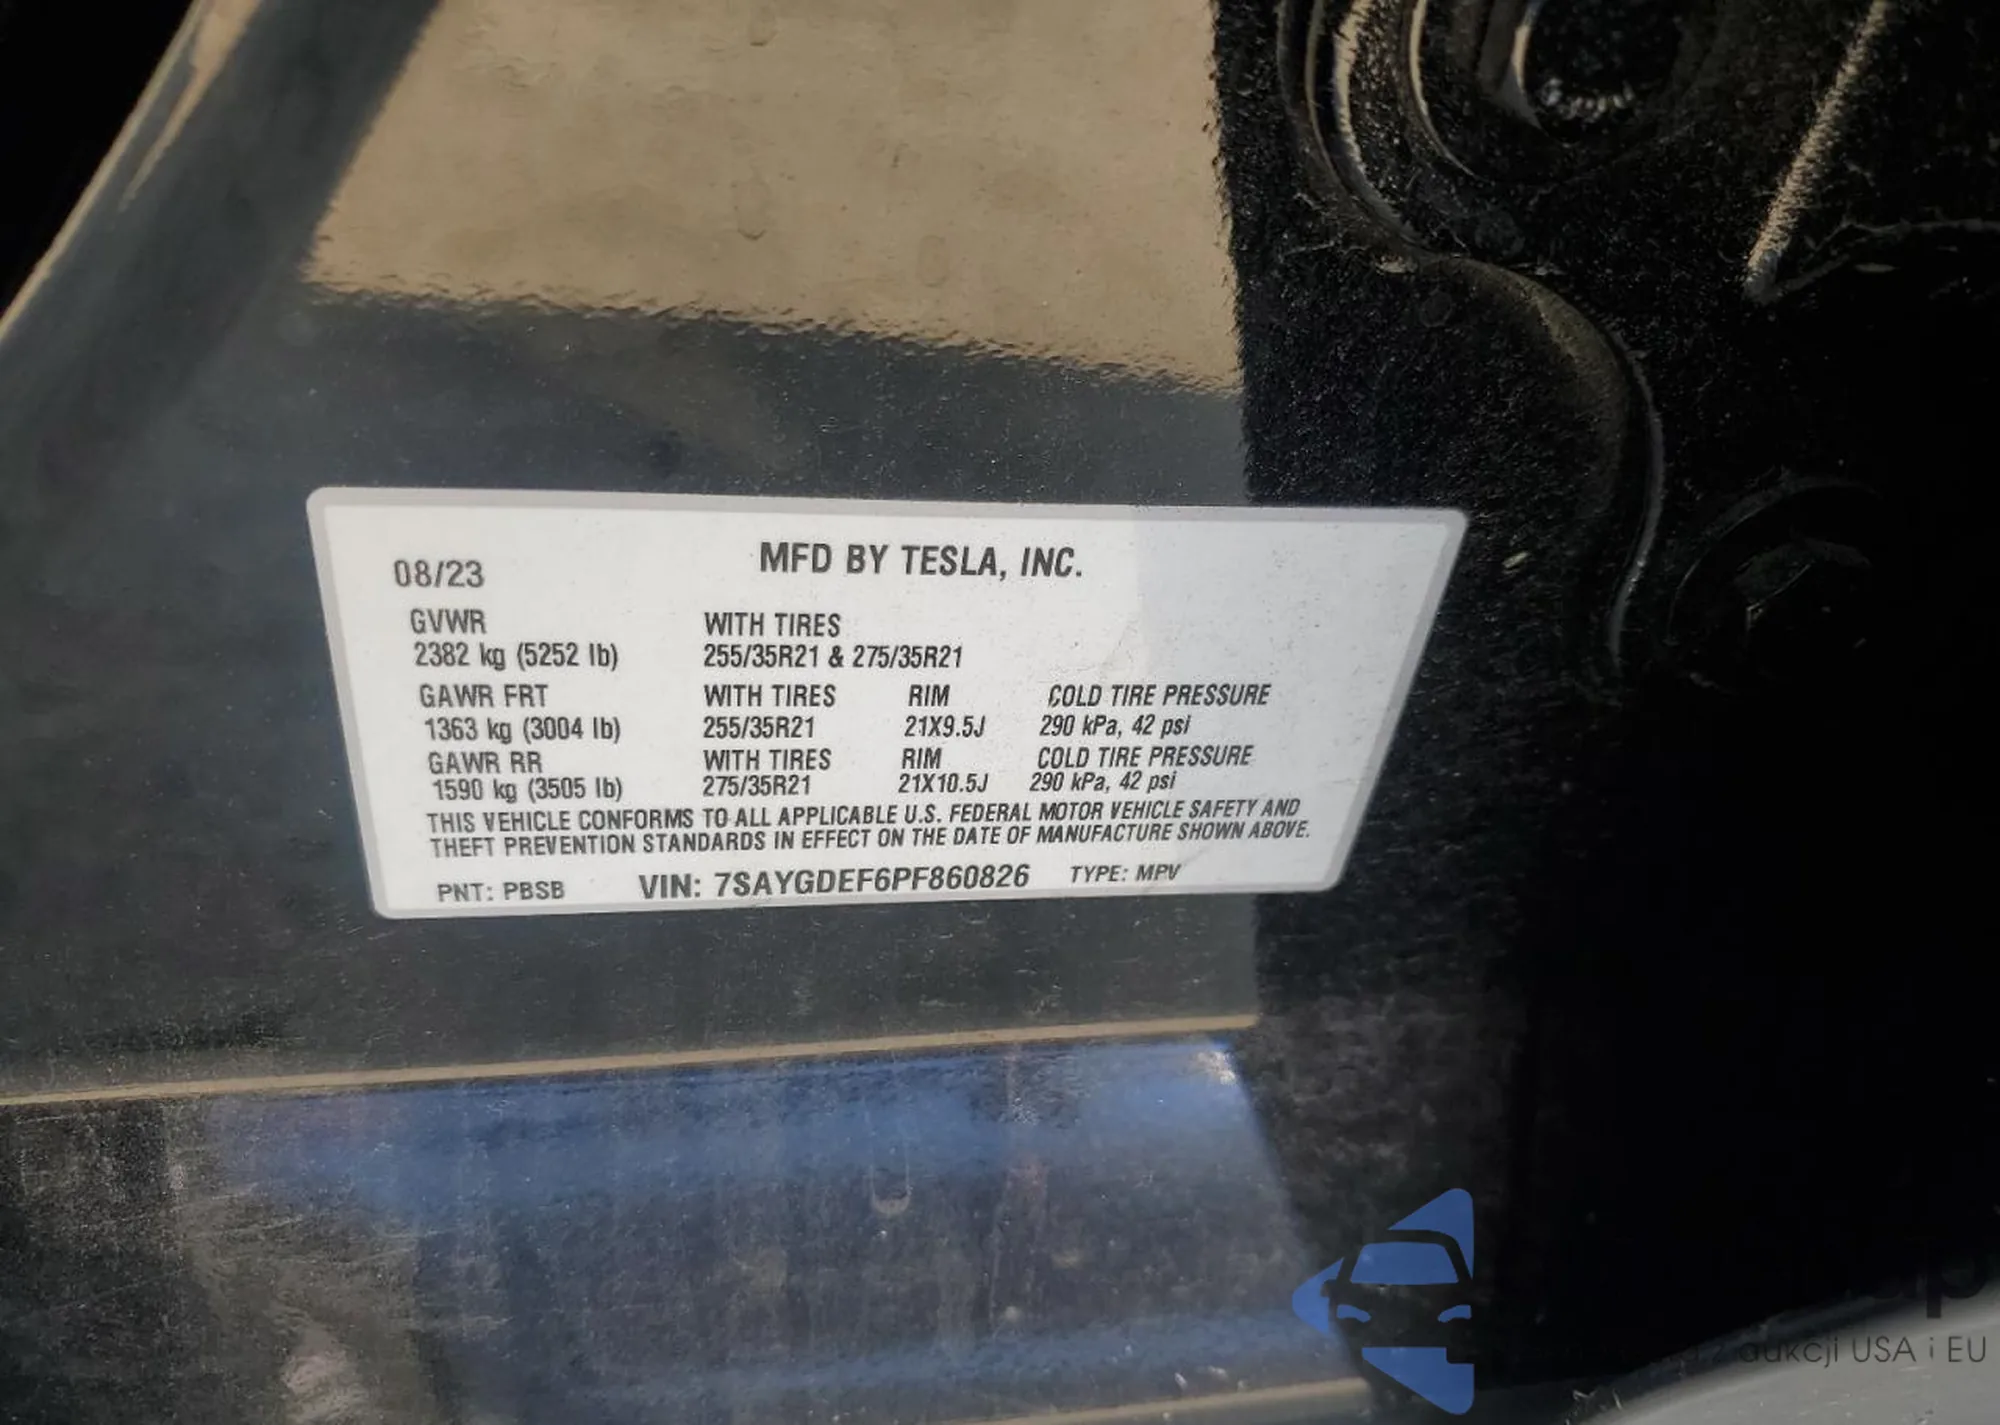 08/23 MFD BY TESLA, INC.
GVWR WITH TIRES
2382 kg (5252 lb) 255/35R21 & 275/35R21
GAWR FRT WITH TIRES RIM COLD TIRE PRESSURE
1363 kg (3004 lb) 255/35R21 21X9.5J 290 kPa, 42 psi
GAWR RR WITH TIRES RIM COLD TIRE PRESSURE
1590 kg (3505 lb) 275/35R21 21X10.5J 290 kPa, 42 psi
THIS VEHICLE CONFORMS TO ALL APPLICABLE U.S. FEDERAL MOTOR VEHICLE SAFETY AND
THEFT PREVENTION STANDARDS IN EFFECT ON THE DATE OF MANUFACTURE SHOWN ABOVE.
PNT: PBSB VIN: 7SAYGDEF6PF860826 TYPE: MPV
z aukcji USA i EU